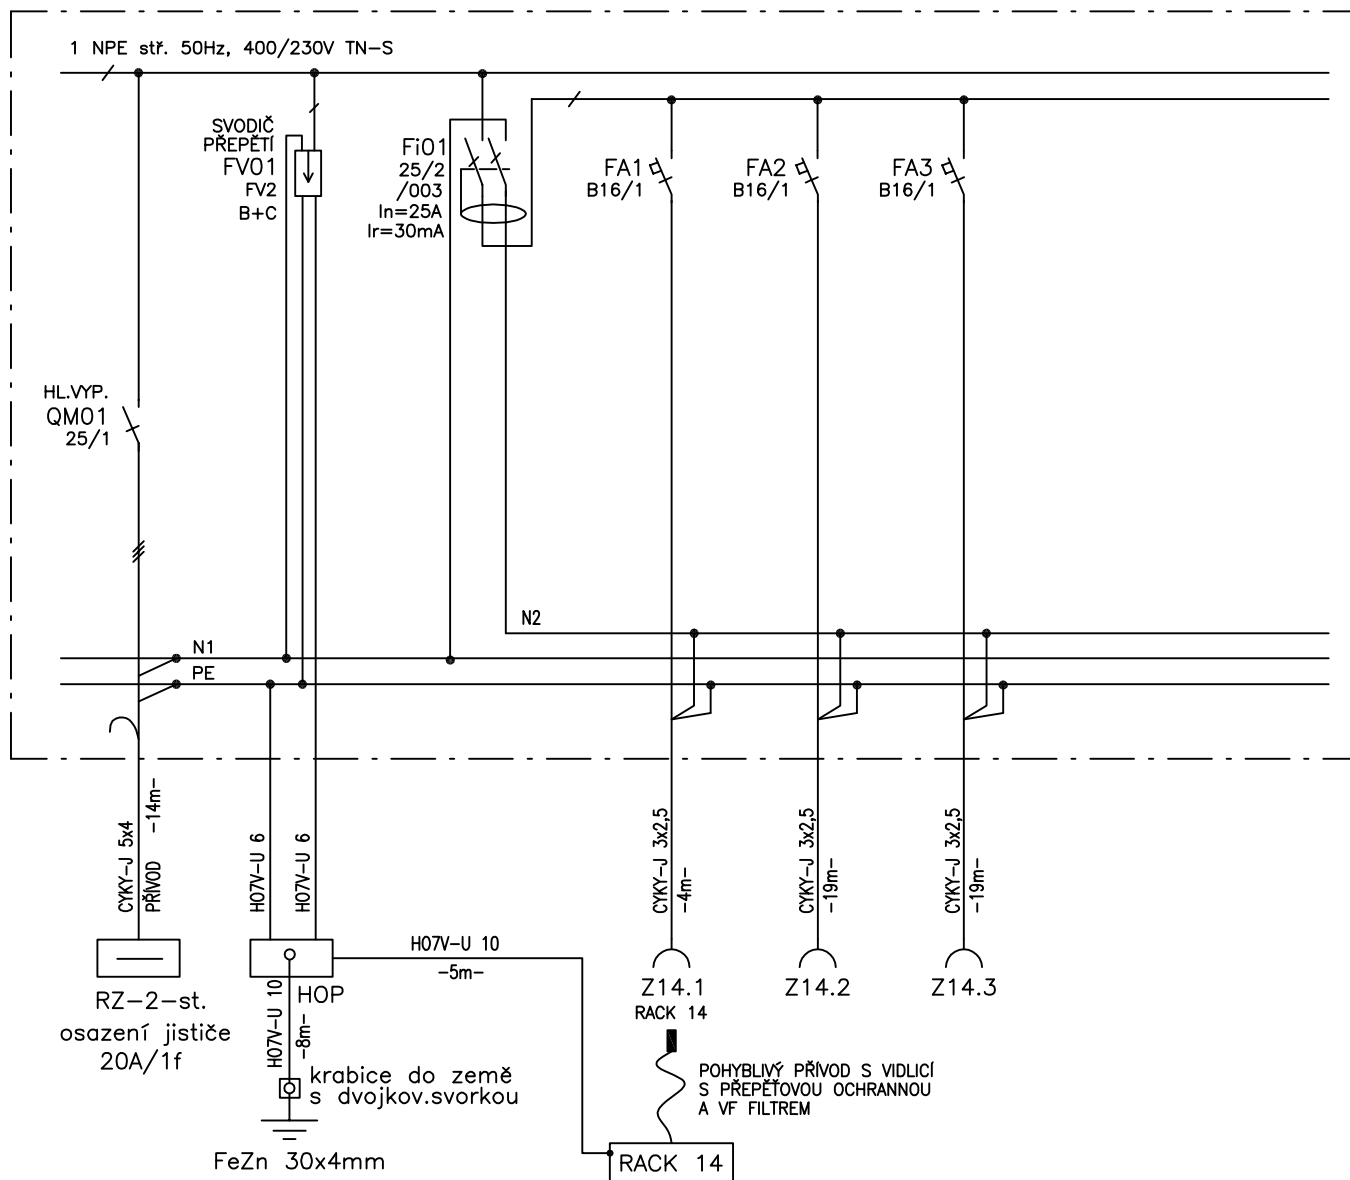 1 NPE stř. 50Hz, 400/230V TN-S
SVODIČ
PŘEPĚTÍ
FV01
FV2
B+C
Fi01
25/2
/003
In=25A
Ir=30mA
FA1
B16/1
FA2
B16/1
FA3
B16/1
HL.VYP.
QM01
25/1
N2
N1
PE
CYKY-J 5x4
PŘÍVOD -14m-
H07V-U 6
H07V-U 6
CYKY-J 3x2,5
-4m-
CYKY-J 3x2,5
-19m-
CYKY-J 3x2,5
-19m-
RZ-2-st.
osazení jističe
20A/1f
HOP
H07V-U 10
-8m-
H07V-U 10
-5m-
krabice do země
s dvojkov.svorkou
FeZn 30x4mm
Z14.1
RACK 14
Z14.2
Z14.3
POHYBLIVÝ PŘÍVOD S VIDLICÍ
S PŘEPĚŤOVOU OCHRANNOU
A VF FILTREM
RACK 14